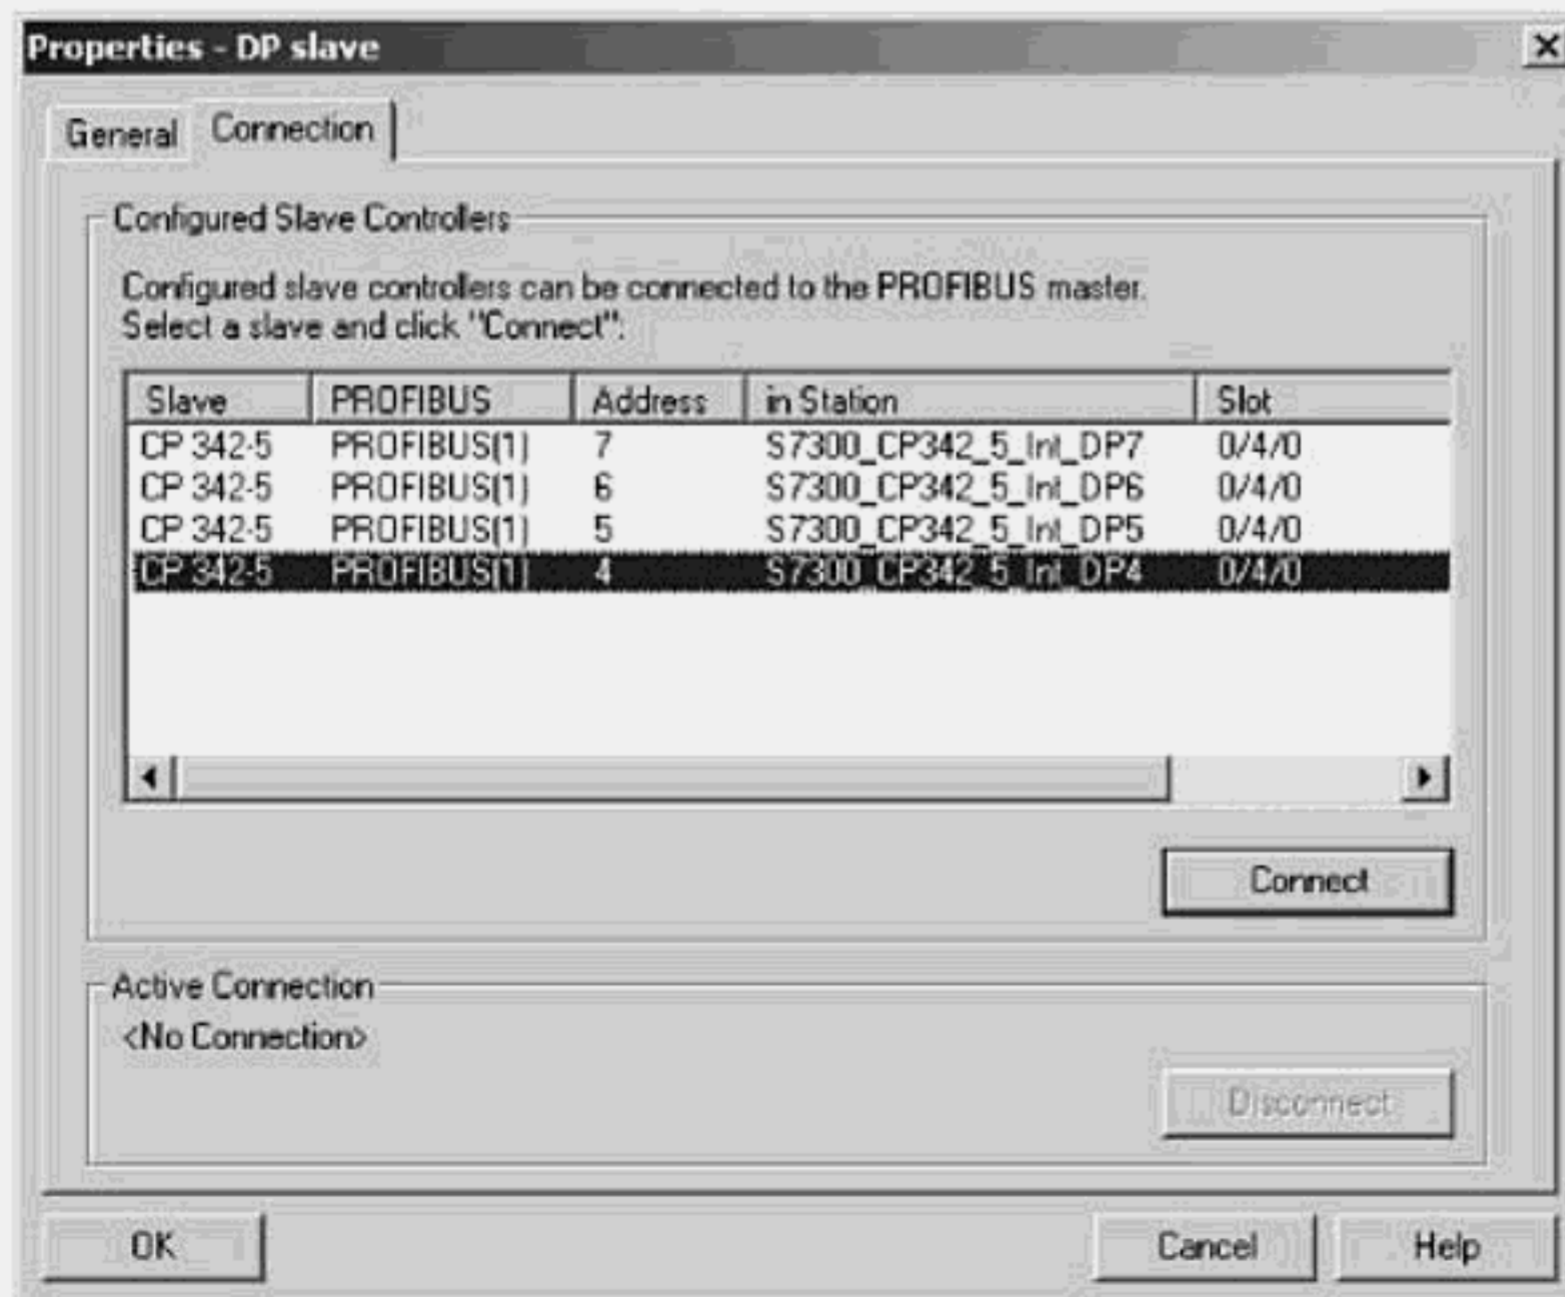 Properties - DP slave
General Connection
Configured Slave Controllers
Configured slave controllers can be connected to the PROFIBUS master.
Select a slave and click "Connect":
Slave PROFIBUS Address in Station Slot
CP 342-5 PROFIBUS(1) 7 S7300_CP342_5_Int_DP7 0/4/0
CP 342-5 PROFIBUS(1) 6 S7300_CP342_5_Int_DP6 0/4/0
CP 342-5 PROFIBUS(1) 5 S7300_CP342_5_Int_DP5 0/4/0
CP 342-5 PROFIBUS(1) 4 S7300_CP342_5_Int_DP4 0/4/0
Connect
Active Connection
<No Connection>
Disconnect
OK Cancel Help